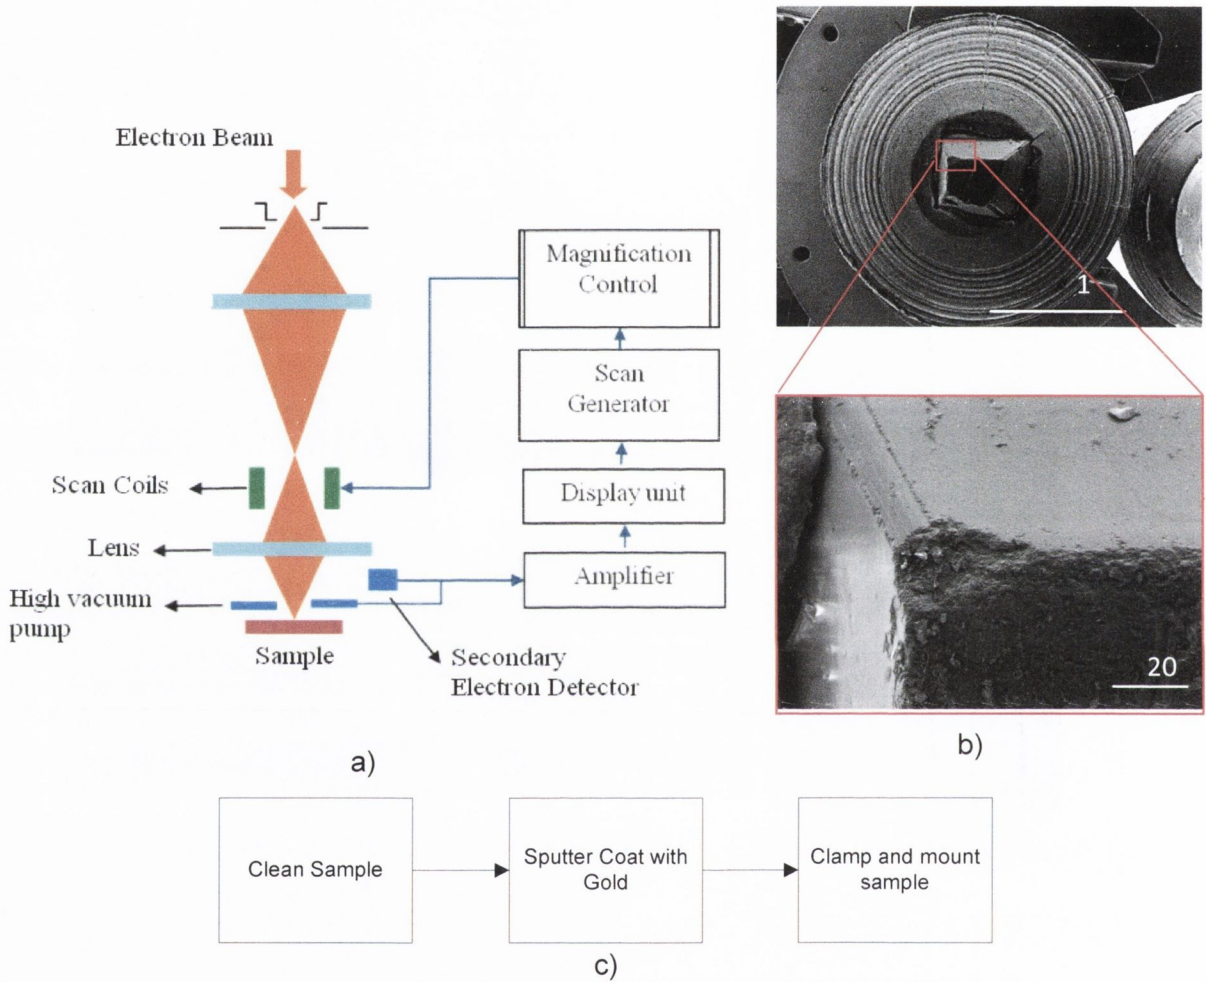 Electron Beam
Magnification
Control
Scan
Generator
Scan Coils
Display unit
Lens
Amplifier
High vacuum
pump
Sample
Secondary
Electron Detector
a)
1
20
b)
Clean Sample
Sputter Coat with
Gold
Clamp and mount
sample
c)